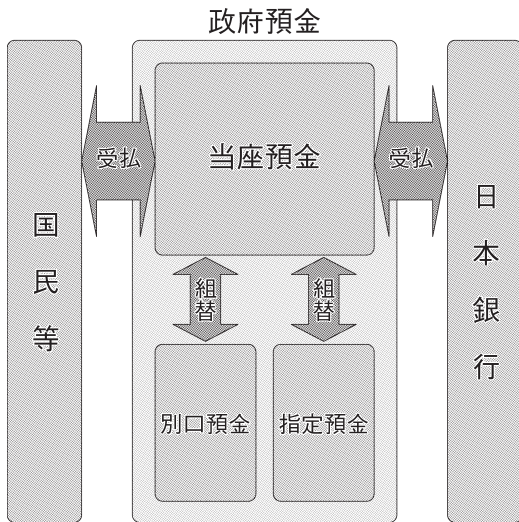 政府預金
国民等
受払
当座預金
受払
日本銀行
組替
組替
別口預金
指定預金